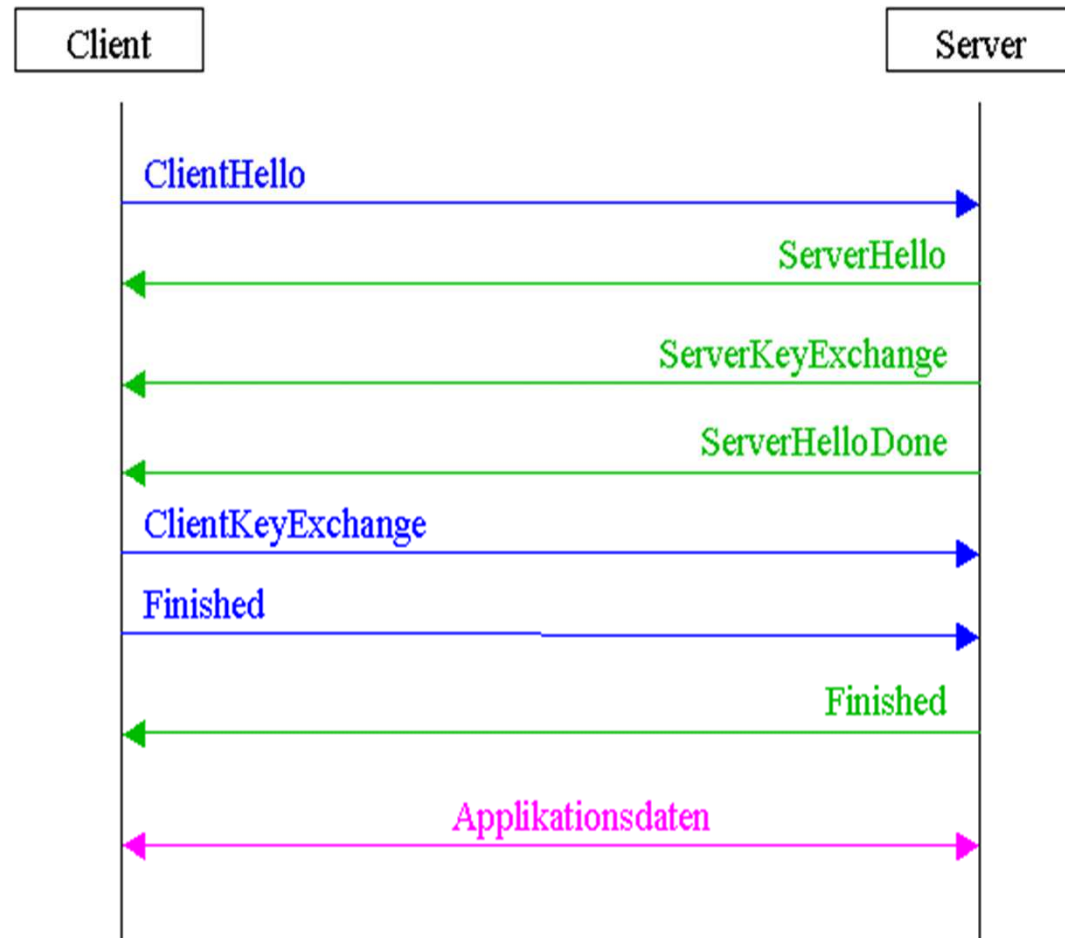 Client
Server
ClientHello
ServerHello
ServerKeyExchange
ServerHelloDone
ClientKeyExchange
Finished
Finished
Applikationsdaten